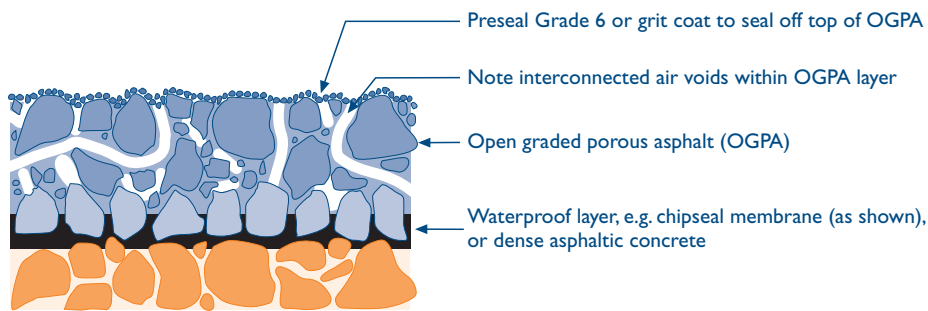 Preseal Grade 6 or grit coat to seal off top of OGPA
Note interconnected air voids within OGPA layer
Open graded porous asphalt (OGPA)
Waterproof layer, e.g. chipseal membrane (as shown),
or dense asphaltic concrete